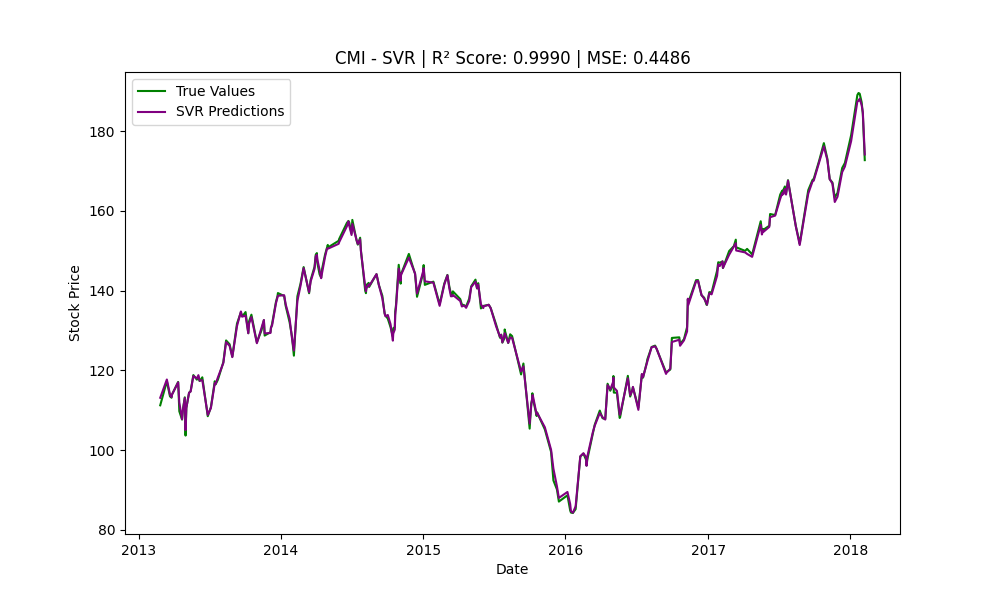 CMI - SVR | R² Score: 0.9990 | MSE: 0.4486
True Values
SVR Predictions
180
160
140
120
100
80
Stock Price
2013 2014 2015 2016 2017 2018
Date